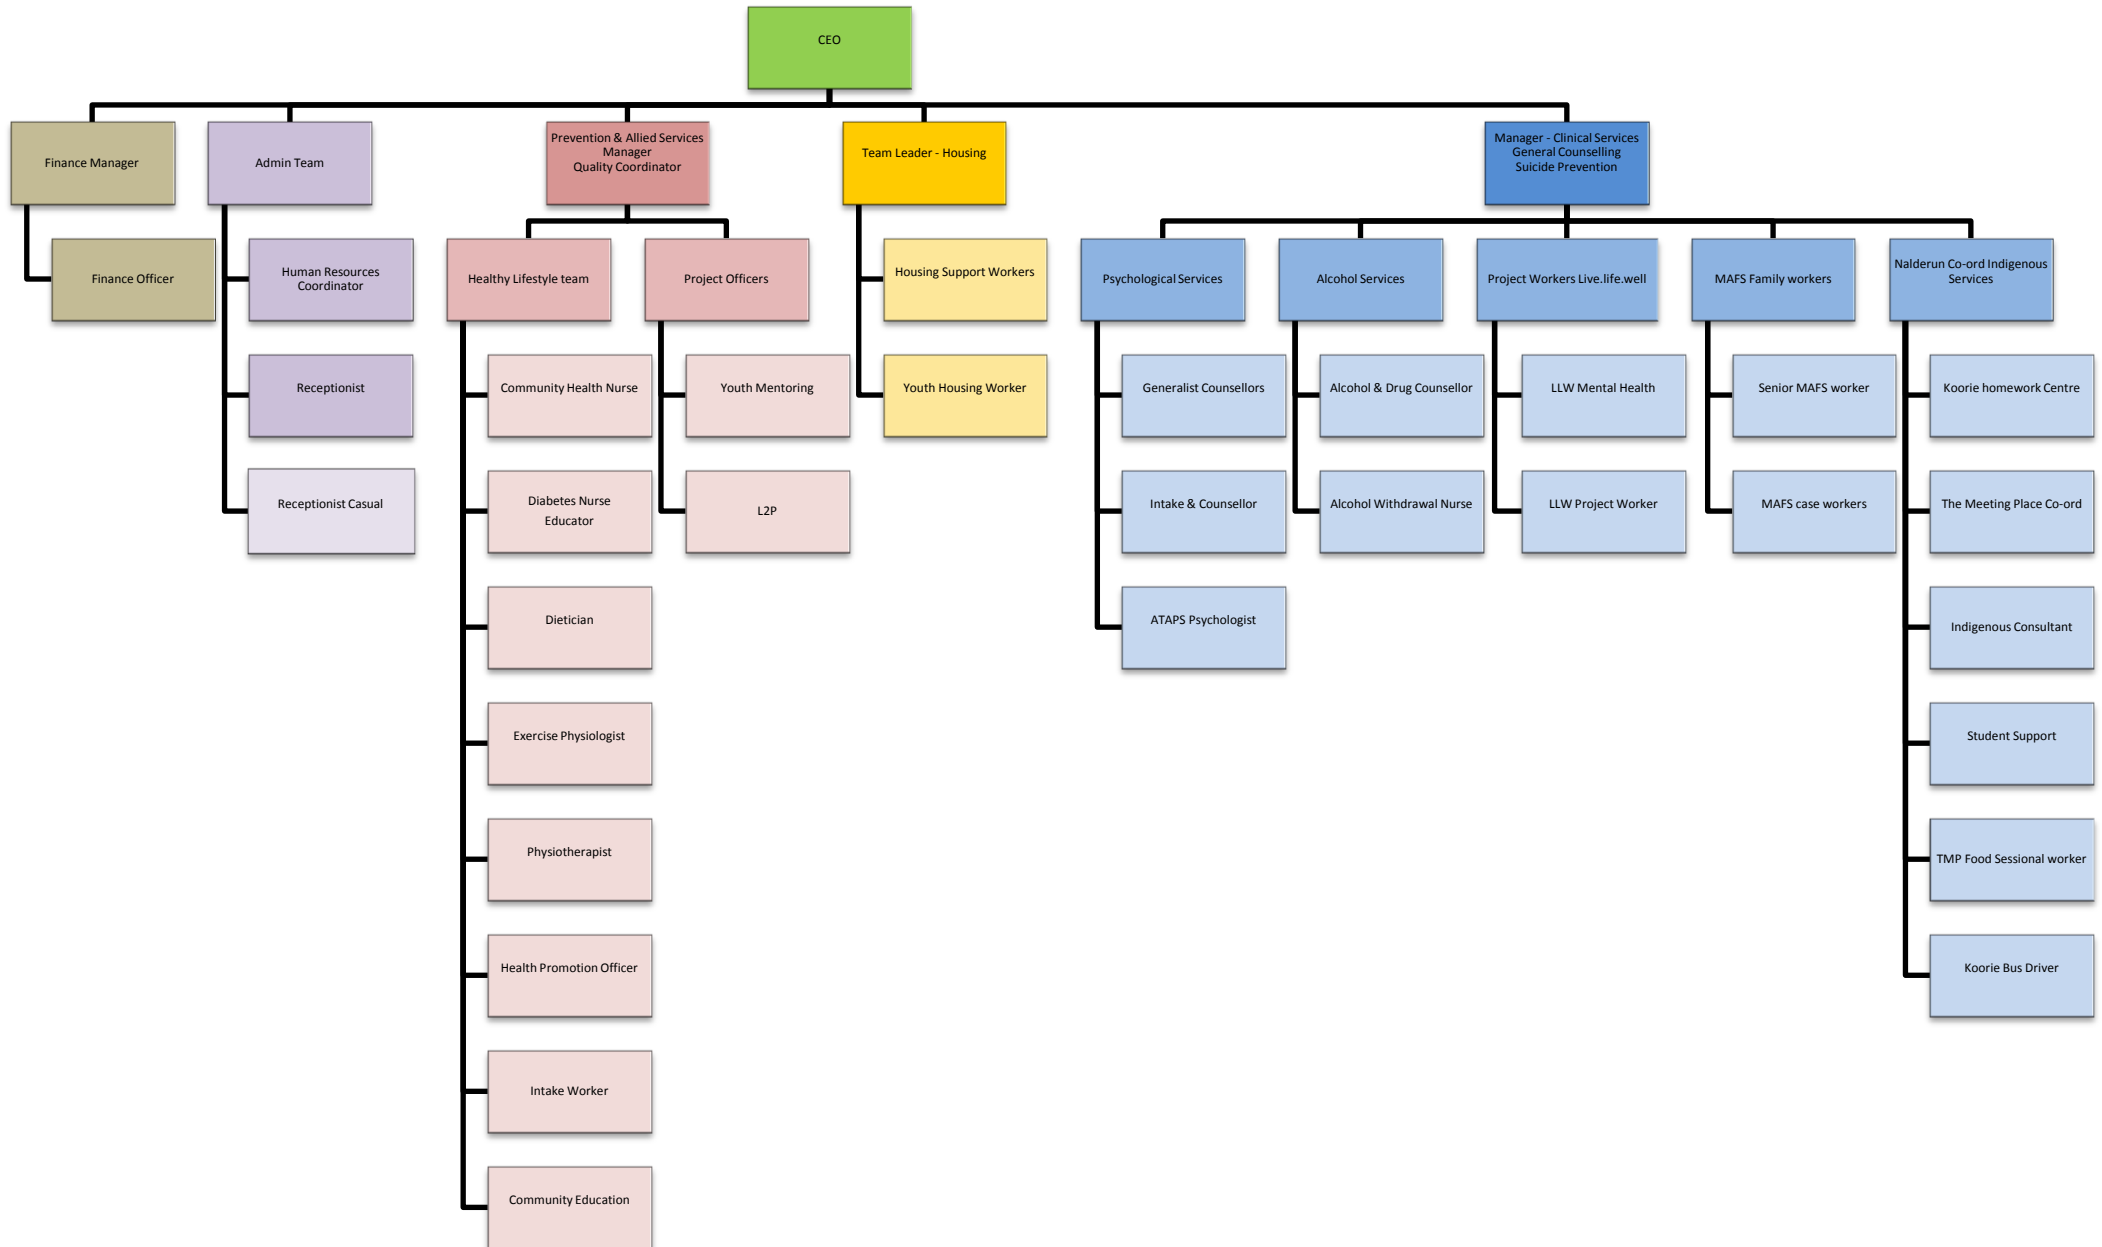 CEO
Finance Manager
Admin Team
Prevention & Allied Services
Manager
Quality Coordinator
Team Leader - Housing
Manager - Clinical Services
General Counselling
Suicide Prevention
Finance Officer
Human Resources
Coordinator
Healthy Lifestyle team
Project Officers
Housing Support Workers
Psychological Services
Alcohol Services
Project Workers Live.life.well
MAFS Family workers
Nalderun Co-ord Indigenous
Services
Receptionist
Community Health Nurse
Youth Mentoring
Youth Housing Worker
Generalist Counsellors
Alcohol & Drug Counsellor
LLW Mental Health
Senior MAFS worker
Koorie homework Centre
Receptionist Casual
Diabetes Nurse
Educator
L2P
Intake & Counsellor
Alcohol Withdrawal Nurse
LLW Project Worker
MAFS case workers
The Meeting Place Co-ord
Dietician
ATAPS Psychologist
Indigenous Consultant
Exercise Physiologist
Student Support
Physiotherapist
TMP Food Sessional worker
Health Promotion Officer
Koorie Bus Driver
Intake Worker
Community Education